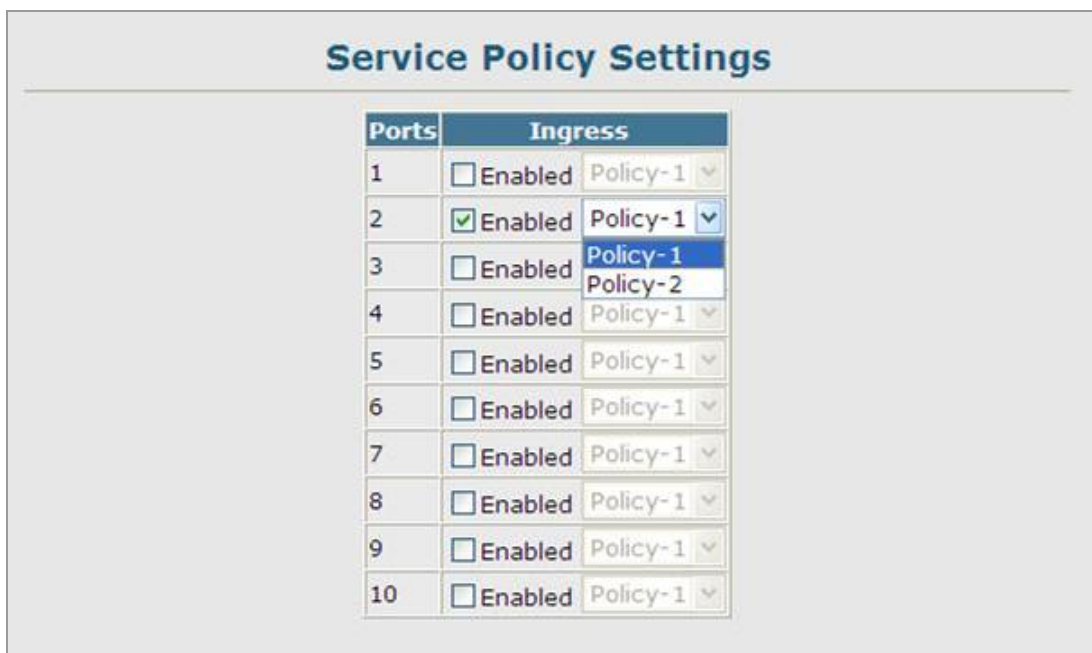 Service Policy Settings
Ports Ingress
1 Enabled Policy-1
2 Enabled Policy-1
Policy-1
3 Enabled
Policy-2
4 Enabled Policy-1
5 Enabled Policy-1
6 Enabled Policy-1
7 Enabled Policy-1
8 Enabled Policy-1
9 Enabled Policy-1
10 Enabled Policy-1